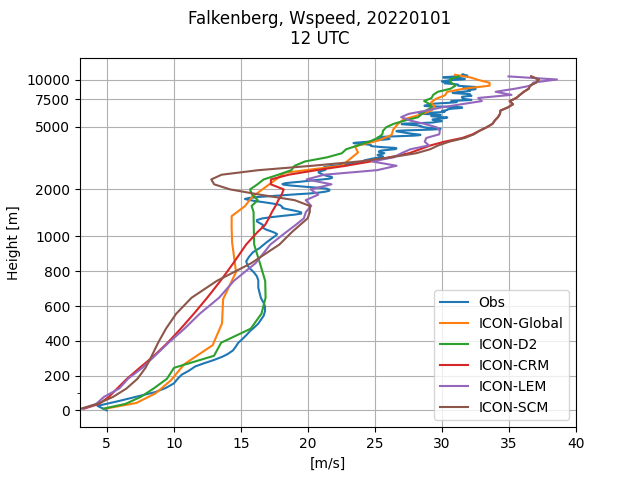 Falkenberg, Wspeed, 20220101
12 UTC
Height [m]
10000
7500
5000
2000
1000
800
600
400
200
0
Obs
ICON-Global
ICON-D2
ICON-CRM
ICON-LEM
ICON-SCM
5 10 15 20 25 30 35 40
[m/s]